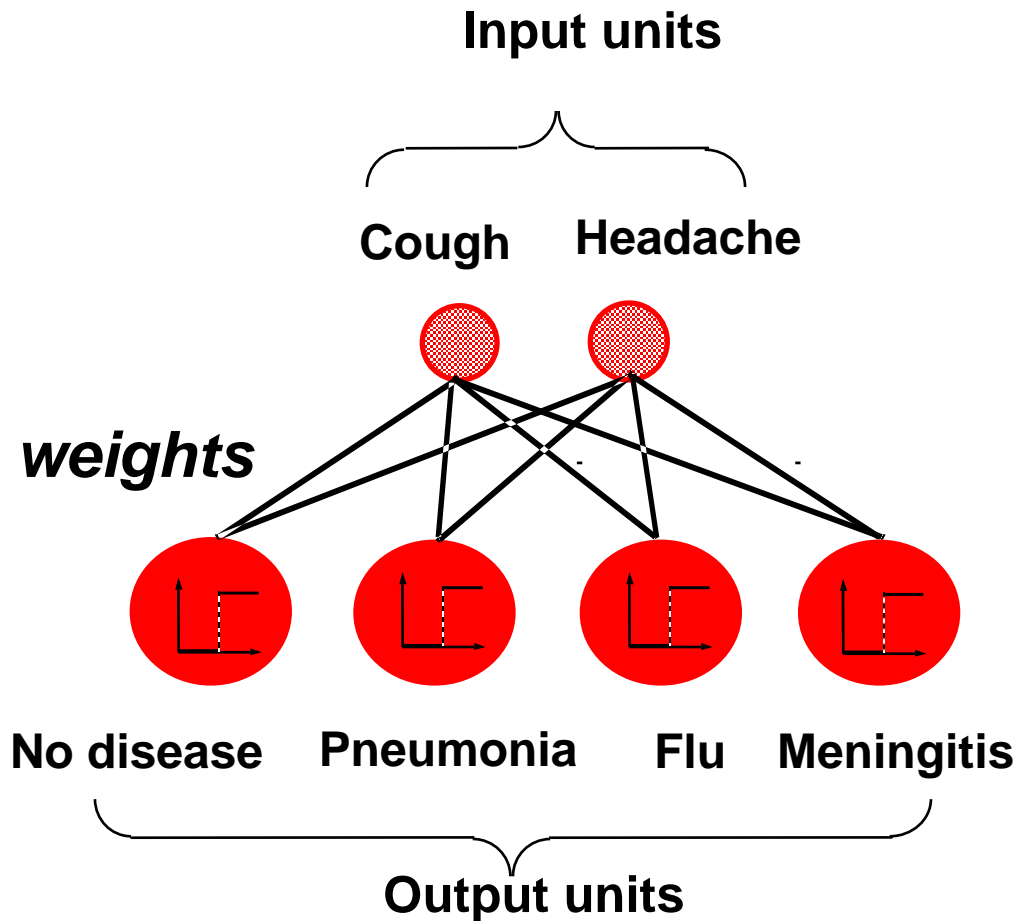 Input units
Cough Headache
weights
- -
No disease Pneumonia Flu Meningitis
Output units